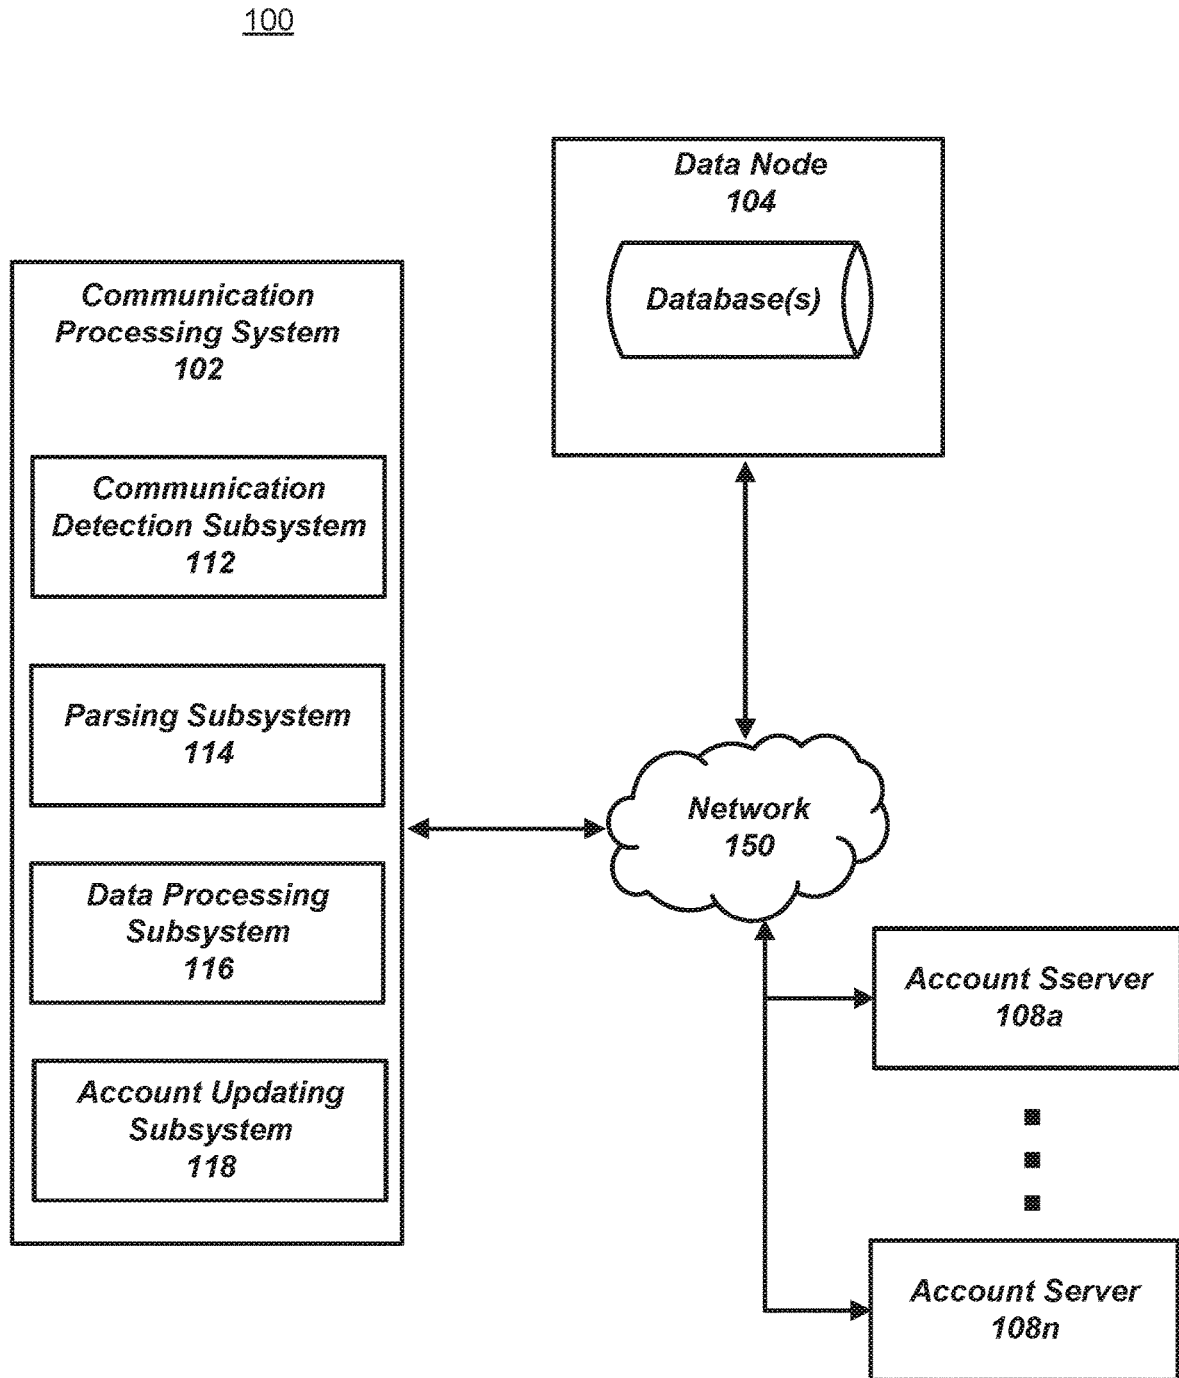 100
Data Node
104
Database(s)
Communication
Processing System
102
Communication
Detection Subsystem
112
Parsing Subsystem
114
Data Processing
Subsystem
116
Account Updating
Subsystem
118
Network
150
Account Sserver
108a
Account Server
108n